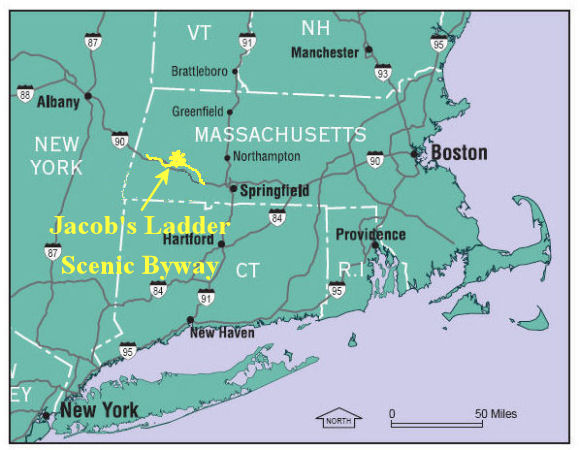 VT
NH
87
91
95
Manchester
93
Brattleboro
88
Albany
Greenfield
MASSACHUSETTS
90
NEW
YORK
Northampton
90
Boston
Springfield
Jacob's Ladder
Scenic Byway
84
Hartford
Providence
87
CT
R.I
84
91
95
New Haven
95
W
EY
New York
NORTH
0
50 Miles